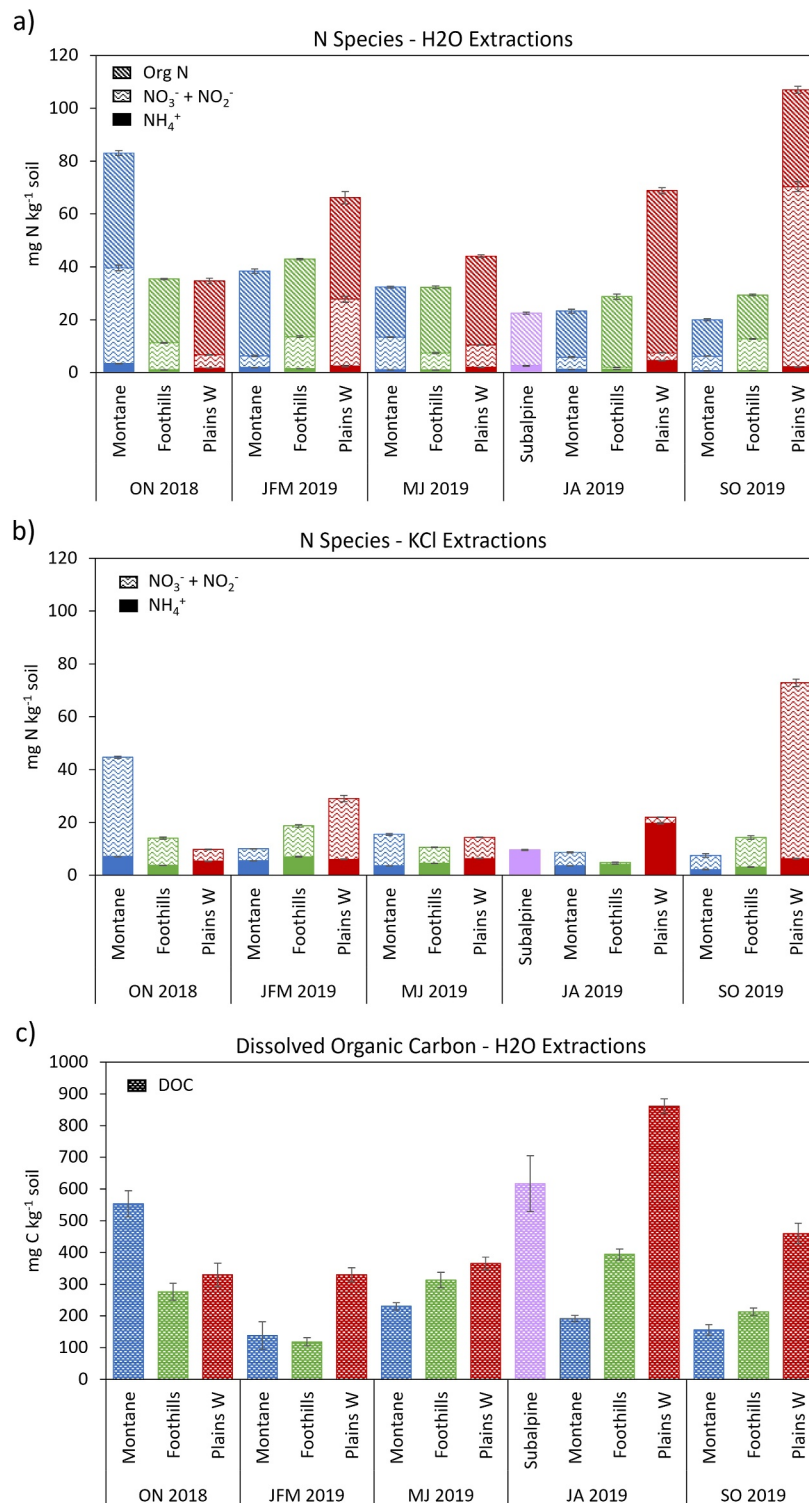 a)
N Species - H2O Extractions
120
100
80
60
40
20
0
mg N kg⁻¹ soil
Org N
NO₃⁻ + NO₂⁻
NH₄⁺
Montane
Foothills
Plains W
Montane
Foothills
Plains W
Montane
Foothills
Plains W
Subalpine
Montane
Foothills
Plains W
Montane
Foothills
Plains W
ON 2018
JFM 2019
MJ 2019
JA 2019
SO 2019
b)
N Species - KCl Extractions
120
100
80
60
40
20
0
mg N kg⁻¹ soil
NO₃⁻ + NO₂⁻
NH₄⁺
Montane
Foothills
Plains W
Montane
Foothills
Plains W
Montane
Foothills
Plains W
Subalpine
Montane
Foothills
Plains W
Montane
Foothills
Plains W
ON 2018
JFM 2019
MJ 2019
JA 2019
SO 2019
c)
Dissolved Organic Carbon - H2O Extractions
1000
900
800
700
600
500
400
300
200
100
0
mg C kg⁻¹ soil
DOC
Montane
Foothills
Plains W
Montane
Foothills
Plains W
Montane
Foothills
Plains W
Subalpine
Montane
Foothills
Plains W
Montane
Foothills
Plains W
ON 2018
JFM 2019
MJ 2019
JA 2019
SO 2019